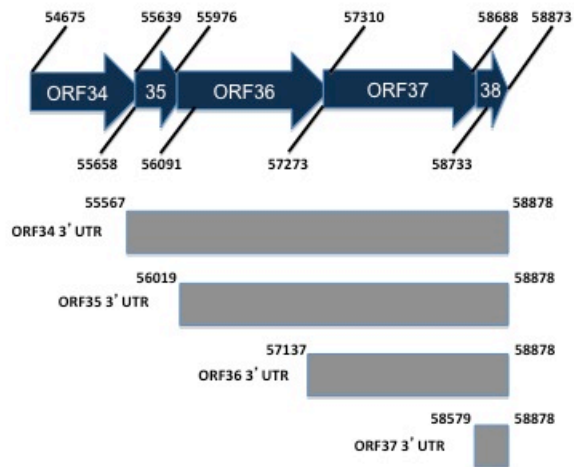 54675 55639 55976 57310 58688 58873
ORF34 35 ORF36 ORF37 38
55658 56091 57273 58733
55567 58878
ORF34 3' UTR
56019 58878
ORF35 3' UTR
57137 58878
ORF36 3' UTR
58579 58878
ORF37 3' UTR